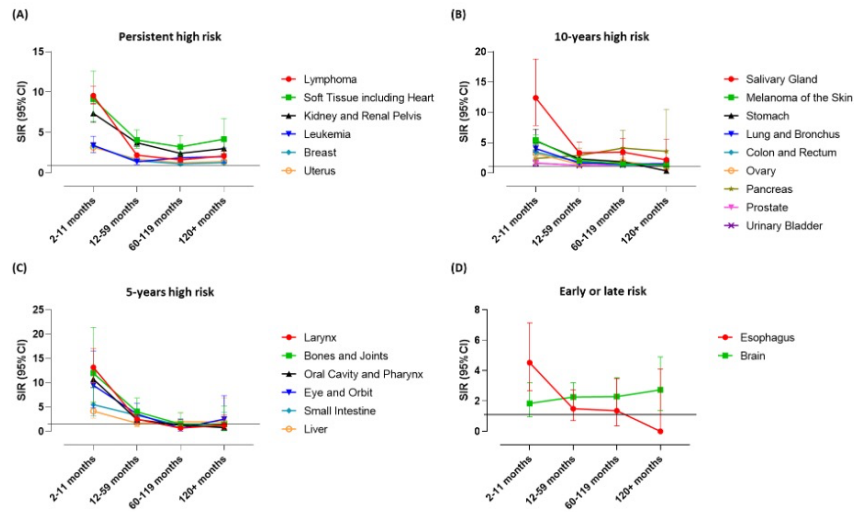 (A)
Persistent high risk
SIR (95% CI)
15
10
5
0
2-11 months
12-59 months
60-119 months
120+ months
Lymphoma
Soft Tissue including Heart
Kidney and Renal Pelvis
Leukemia
Breast
Uterus
(B)
10-years high risk
SIR (95% CI)
20
15
10
5
0
2-11 months
12-59 months
60-119 months
120+ months
Salivary Gland
Melanoma of the Skin
Stomach
Lung and Bronchus
Colon and Rectum
Ovary
Pancreas
Prostate
Urinary Bladder
(C)
5-years high risk
SIR (95% CI)
25
20
15
10
5
0
2-11 months
12-59 months
60-119 months
120+ months
Larynx
Bones and Joints
Oral Cavity and Pharynx
Eye and Orbit
Small Intestine
Liver
(D)
Early or late risk
SIR (95% CI)
8
6
4
2
0
2-11 months
12-59 months
60-119 months
120+ months
Esophagus
Brain